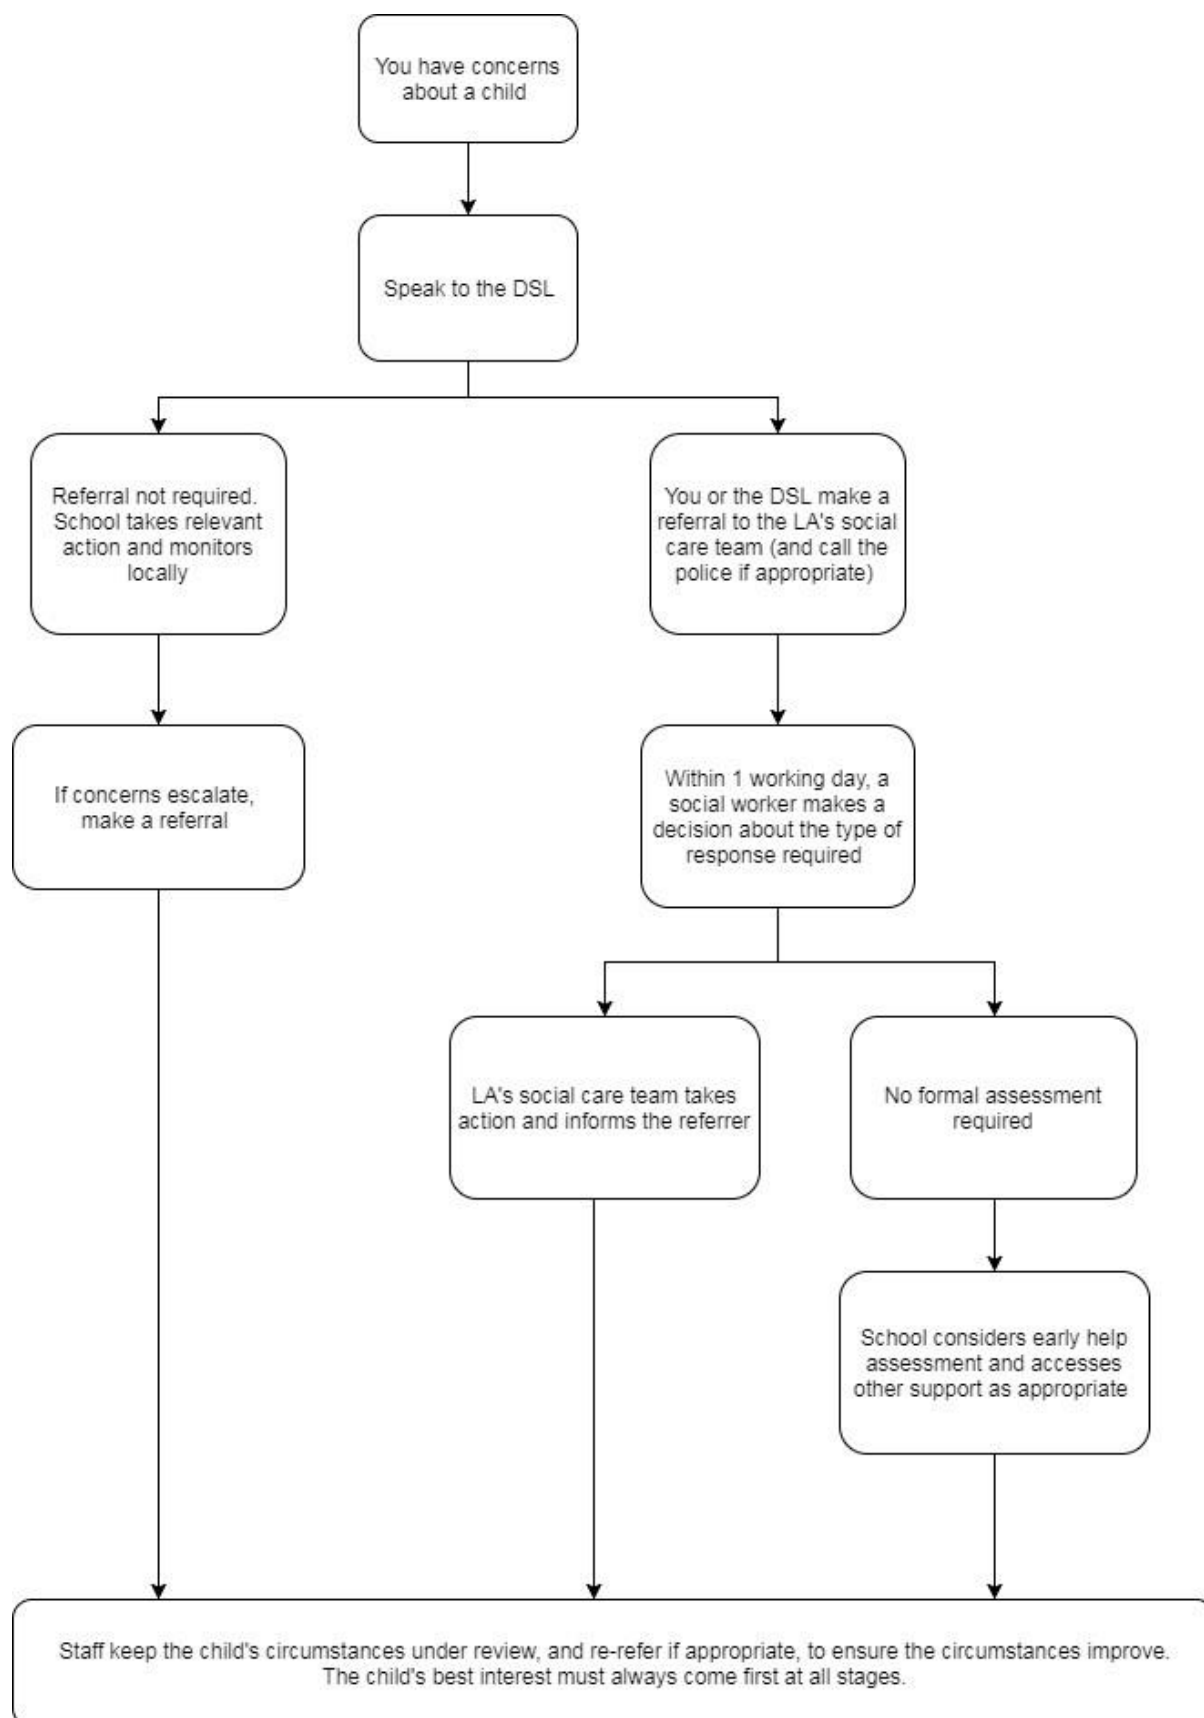 You have concerns
about a child
Speak to the DSL
Referral not required.
School takes relevant
action and monitors
locally
You or the DSL make a
referral to the LA's social
care team (and call the
police if appropriate)
If concerns escalate,
make a referral
Within 1 working day, a
social worker makes a
decision about the type of
response required
LA's social care team takes
action and informs the referrer
No formal assessment
required
School considers early help
assessment and accesses
other support as appropriate
Staff keep the child's circumstances under review, and re-refer if appropriate, to ensure the circumstances improve.
The child's best interest must always come first at all stages.